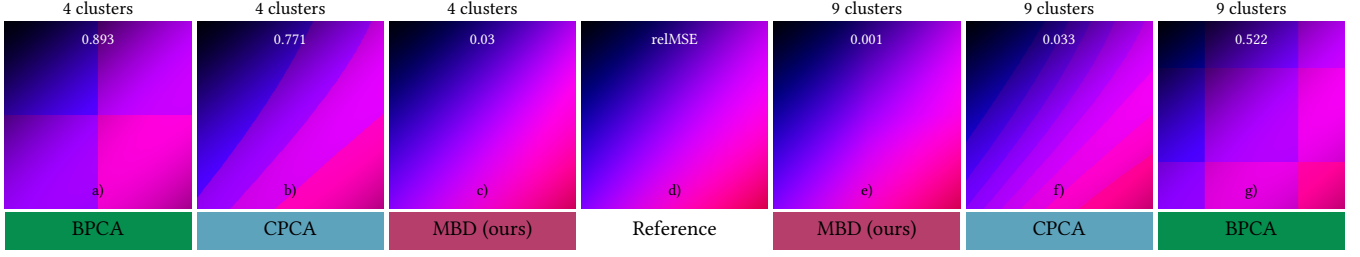 4 clusters 4 clusters 4 clusters 9 clusters 9 clusters 9 clusters
0.893 0.771 0.03 relMSE 0.001 0.033 0.522
a) b) c) d) e) f) g)
BPCA CPCA MBD (ours) Reference MBD (ours) CPCA BPCA